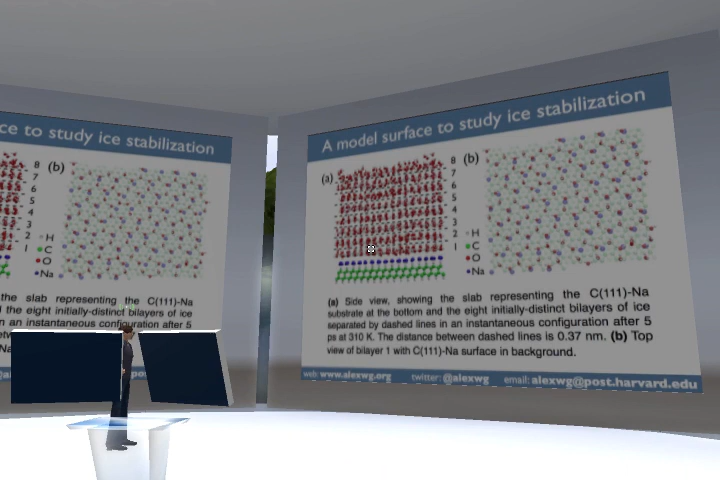 ce to study ice stabilization
(b)
8
7
6
5
4
3
2
1
H
C
O
Na
the slab representing the C(111)-Na
d the eight initially-distinct bilayers of ice
in an instantaneous configuration after 5
A model surface to study ice stabilization
(a)
8
7
6
5
4
3
2
1
(b)
H
C
O
Na
(a) Side view, showing the slab representing the C(111)-Na
substrate at the bottom and the eight initially-distinct bilayers of ice
separated by dashed lines in an instantaneous configuration after 5
ps at 310 K. The distance between dashed lines is 0.37 nm. (b) Top
view of bilayer 1 with C(111)-Na surface in background.
web: www.alexwg.org twitter: @alexwg email: alexwg@post.harvard.edu